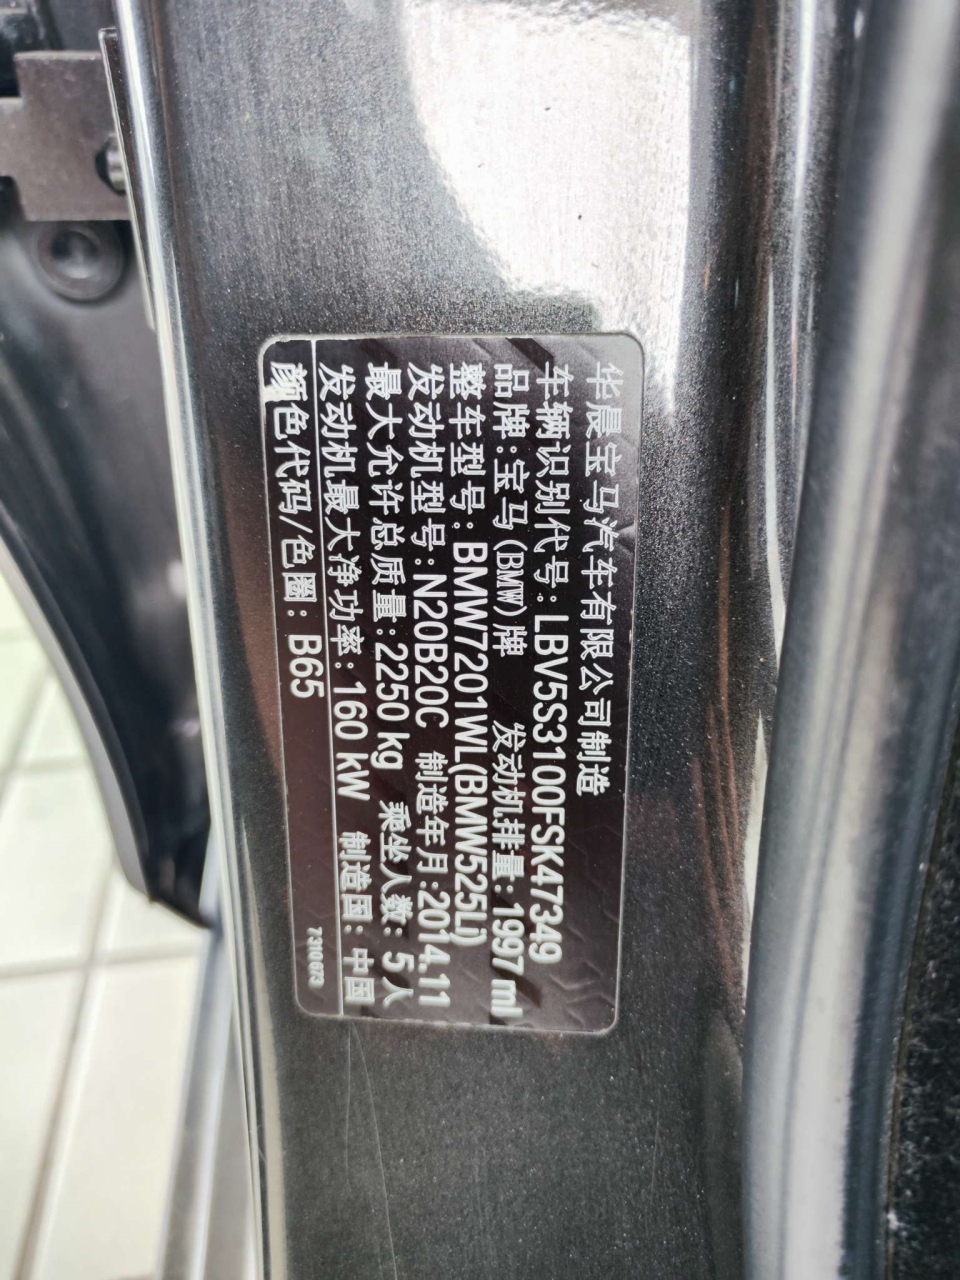 华晨宝马汽车有限公司制造
车辆识别代号:LBV5S3100FSK47349
品牌:宝马(BMW)牌 发动机排量:1997 ml
整车型号:BMW7201WL(BMW525Li)
发动机型号:N20B20C 制造年月:2014.11
最大允许总质量:2250 kg 乘坐人数: 5人
发动机最大净功率:160 kW 制造国: 中国
颜色代码/色圈: B65 7310973